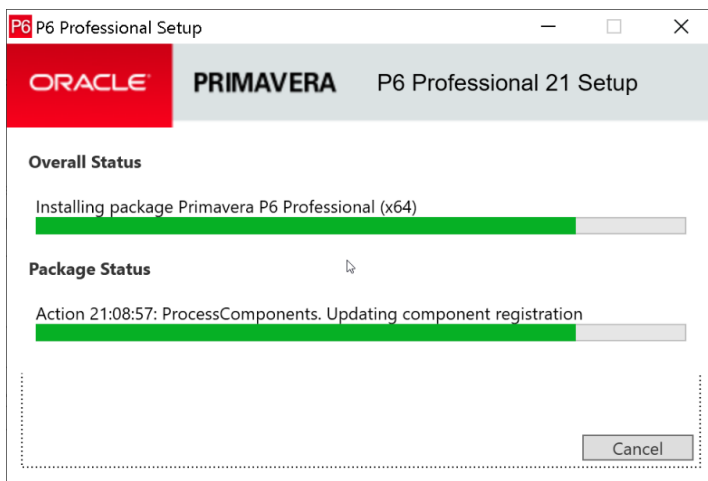 P6 P6 Professional Setup
ORACLE PRIMAVERA P6 Professional 21 Setup
Overall Status
Installing package Primavera P6 Professional (x64)
Package Status
Action 21:08:57: ProcessComponents. Updating component registration
Cancel